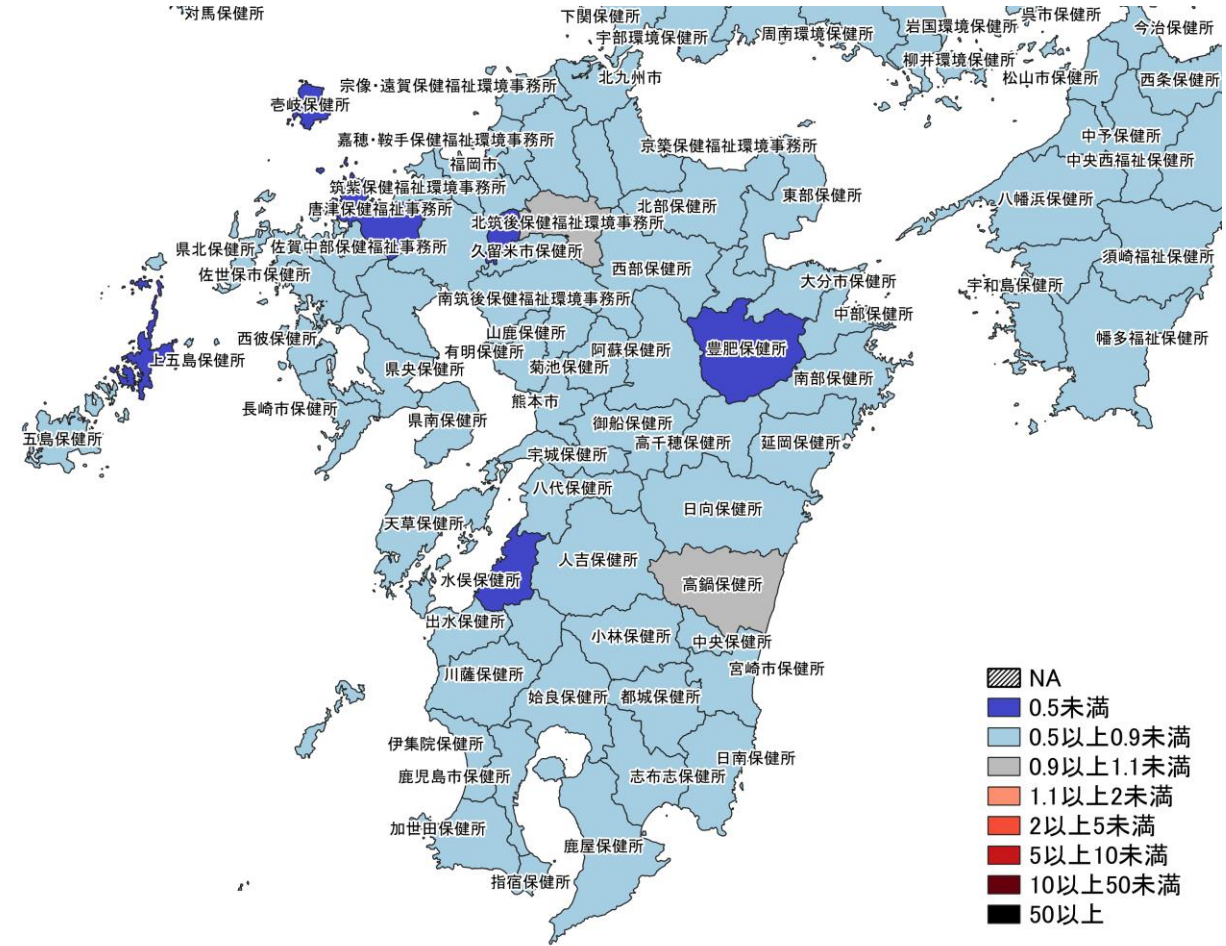 対馬保健所
下関保健所
宇部環境保健所
周南環境保健所
岩国環境保健所
呉市保健所
今治保健所
柳井環境保健所
松山市保健所
西条保健所
北九州市
宗像・遠賀保健福祉環境事務所
壱岐保健所
嘉穂・鞍手保健福祉環境事務所
京築保健福祉環境事務所
中予保健所
福岡市
中央西福祉保健所
筑紫保健福祉環境事務所
東部保健所
唐津保健福祉事務所
北部保健所
八幡浜保健所
北筑後保健福祉環境事務所
県北保健所
佐賀中部保健福祉事務所
久留米市保健所
須崎福祉保健所
佐世保市保健所
西部保健所
大分市保健所
宇和島保健所
南筑後保健福祉環境事務所
中部保健所
西彼保健所
山鹿保健所
幡多福祉保健所
有明保健所
阿蘇保健所
豊肥保健所
上五島保健所
県央保健所
菊池保健所
南部保健所
長崎市保健所
熊本市
県南保健所
御船保健所
五島保健所
高千穂保健所
延岡保健所
宇城保健所
八代保健所
日向保健所
天草保健所
人吉保健所
水俣保健所
高鍋保健所
出水保健所
小林保健所
中央保健所
宮崎市保健所
川薩保健所
姶良保健所
都城保健所
伊集院保健所
日南保健所
鹿児島市保健所
志布志保健所
加世田保健所
鹿屋保健所
指宿保健所
NA
0.5未満
0.5以上0.9未満
0.9以上1.1未満
1.1以上2未満
2以上5未満
5以上10未満
10以上50未満
50以上